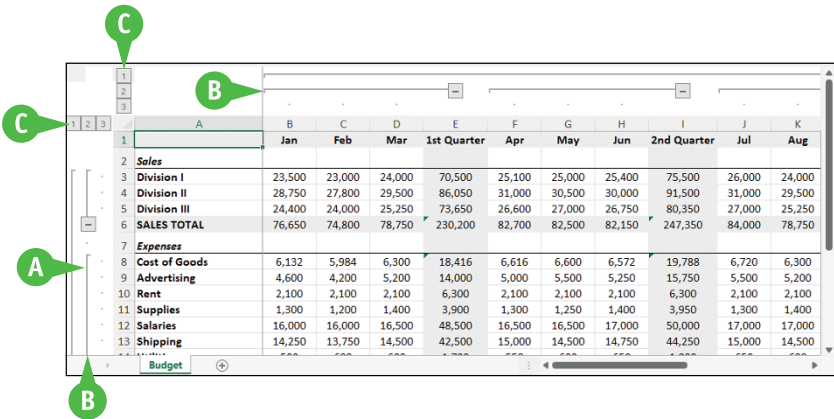 C
1
2
3
B
C
1 2 3
A B C D E F G H I J K
1 Jan Feb Mar 1st Quarter Apr May Jun 2nd Quarter Jul Aug
2 Sales
3 Division I 23,500 23,000 24,000 70,500 25,100 25,000 25,400 75,500 26,000 24,000
4 Division II 28,750 27,800 29,500 86,050 31,000 30,500 30,000 91,500 31,000 29,500
5 Division III 24,400 24,000 25,250 73,650 26,600 27,000 26,750 80,350 27,000 25,250
6 SALES TOTAL 76,650 74,800 78,750 230,200 82,700 82,500 82,150 247,350 84,000 78,750
7 Expenses
A
8 Cost of Goods 6,132 5,984 6,300 18,416 6,616 6,600 6,572 19,788 6,720 6,300
9 Advertising 4,600 4,200 5,200 14,000 5,000 5,500 5,250 15,750 5,500 5,200
10 Rent 2,100 2,100 2,100 6,300 2,100 2,100 2,100 6,300 2,100 2,100
11 Supplies 1,300 1,200 1,400 3,900 1,300 1,250 1,400 3,950 1,300 1,400
12 Salaries 16,000 16,000 16,500 48,500 16,500 16,500 17,000 50,000 17,000 17,000
13 Shipping 14,250 13,750 14,500 42,500 15,000 14,500 14,750 44,250 15,000 14,500
Budget
B